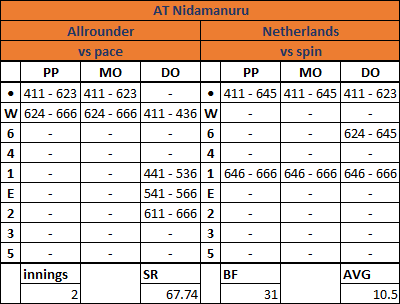 AT Nidamanuru
Allrounder Netherlands
vs pace vs spin
PP MO DO PP MO DO
• 411 - 623 411 - 623 - • 411 - 645 411 - 645 411 - 623
W 624 - 666 624 - 666 411 - 436 W - - -
6 - - - 6 - - 624 - 645
4 - - - 4 - - -
1 - - 441 - 536 1 646 - 666 646 - 666 646 - 666
E - - 541 - 566 E - - -
2 - - 611 - 666 2 - - -
3 - - - 3 - - -
5 - - - 5 - - -
innings SR BF AVG
2 67.74 31 10.5